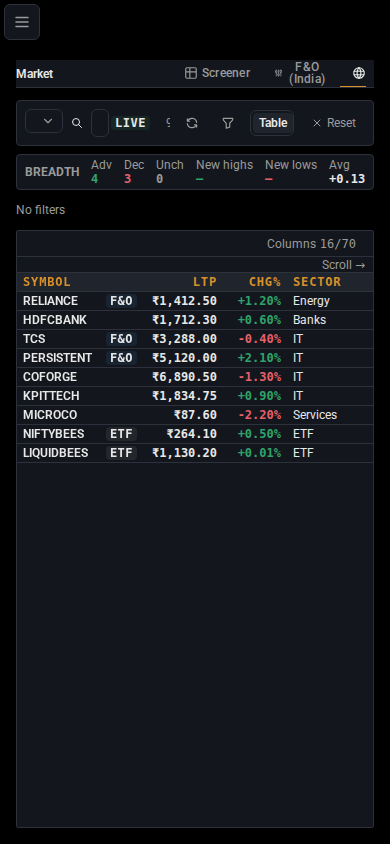 Market
Screener
F&O
(India)
LIVE
Table
Reset
BREADTH
Adv
4
Dec
3
Unch
0
New highs
—
New lows
—
Avg
+0.13
No filters
Columns 16/70
Scroll →
SYMBOL LTP CHG% SECTOR
RELIANCE F&O ₹1,412.50 +1.20% Energy
HDFCBANK ₹1,712.30 +0.60% Banks
TCS F&O ₹3,288.00 -0.40% IT
PERSISTENT F&O ₹5,120.00 +2.10% IT
COFORGE ₹6,890.50 -1.30% IT
KPITTECH ₹1,834.75 +0.90% IT
MICROCO ₹87.60 -2.20% Services
NIFTYBEES ETF ₹264.10 +0.50% ETF
LIQUIDBEES ETF ₹1,130.20 +0.01% ETF